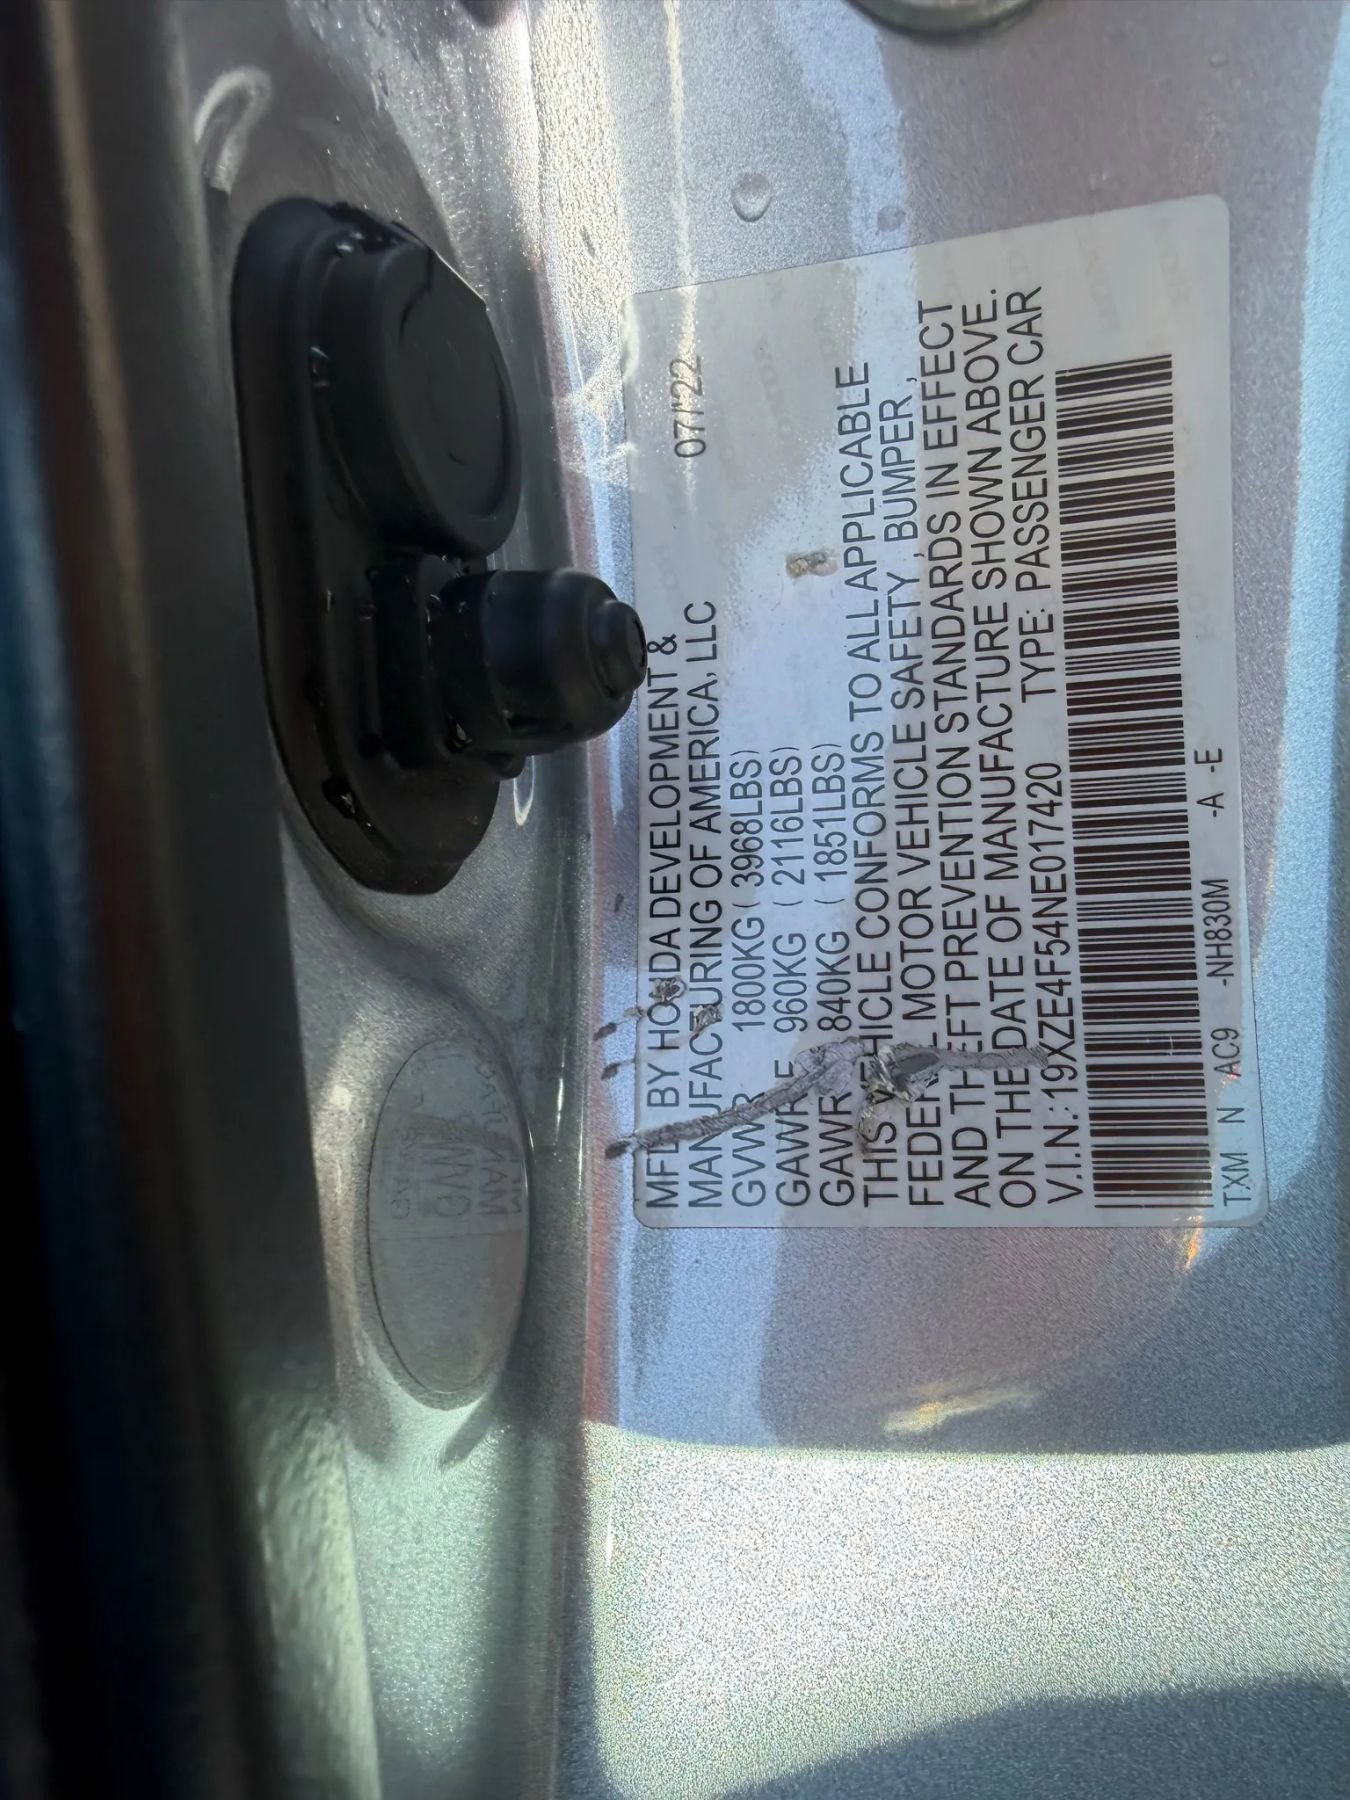 MFD. BY HONDA DEVELOPMENT &
MANUFACTURING OF AMERICA, LLC 07/'22
GVWR 1800KG ( 3968LBS)
GAWR F 960KG ( 2116LBS)
GAWR 840KG ( 1851LBS)
THIS VEHICLE CONFORMS TO ALL APPLICABLE
FEDERAL MOTOR VEHICLE SAFETY , BUMPER ,
AND THEFT PREVENTION STANDARDS IN EFFECT
ON THE DATE OF MANUFACTURE SHOWN ABOVE.
V.I.N.: 19XZE4F54NE017420 TYPE: PASSENGER CAR
TXM N AC9 -NH830M -A -E